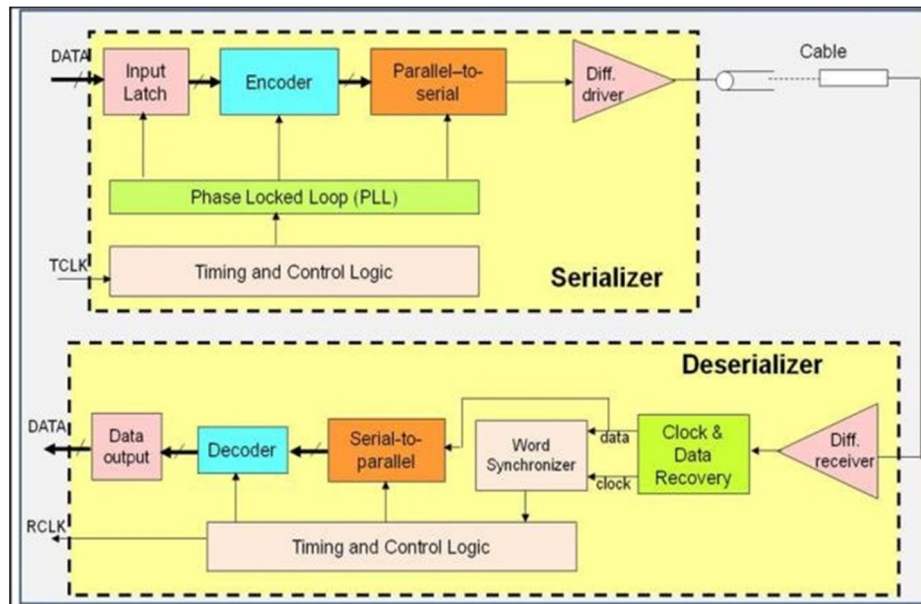 DATA
Input
Latch
Encoder
Parallel–to-
serial
Diff.
driver
Cable
Phase Locked Loop (PLL)
TCLK
Timing and Control Logic
Serializer
Deserializer
DATA
Data
output
Decoder
Serial-to-
parallel
Word
Synchronizer
data
clock
Clock &
Data
Recovery
Diff.
receiver
RCLK
Timing and Control Logic